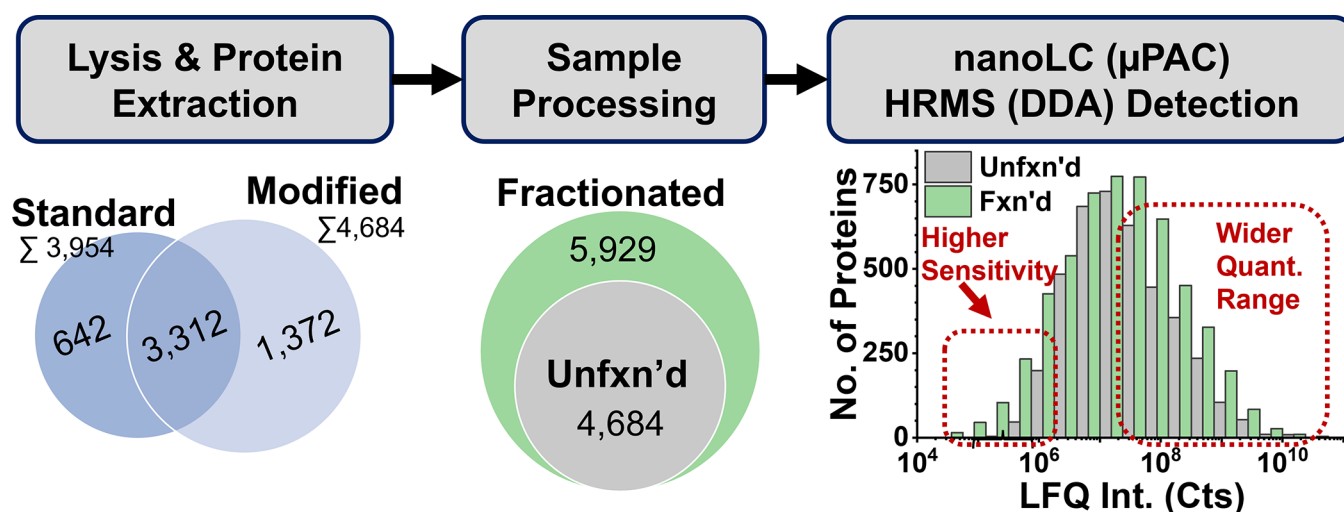 Lysis & Protein
Extraction
Sample
Processing
nanoLC (µPAC)
HRMS (DDA) Detection
Standard
∑ 3,954
Modified
∑4,684
642
3,312
1,372
Fractionated
5,929
Unfxn’d
4,684
Unfxn'd
Fxn'd
Higher
Sensitivity
Wider
Quant.
Range
No. of Proteins
750
500
250
0
10⁴
10⁶
10⁸
10¹⁰
LFQ Int. (Cts)